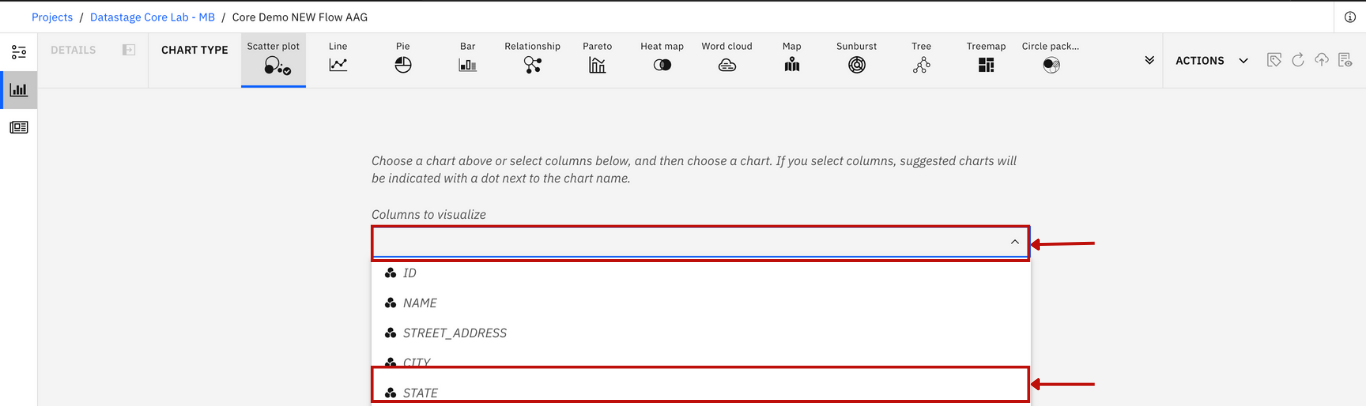 Projects / Datastage Core Lab - MB / Core Demo NEW Flow AAG
DETAILS
CHART TYPE
Scatter plot
Line
Pie
Bar
Relationship
Pareto
Heat map
Word cloud
Map
Sunburst
Tree
Treemap
Circle pack...
ACTIONS
Choose a chart above or select columns below, and then choose a chart. If you select columns, suggested charts will
be indicated with a dot next to the chart name.
Columns to visualize
ID
NAME
STREET_ADDRESS
CITY
STATE